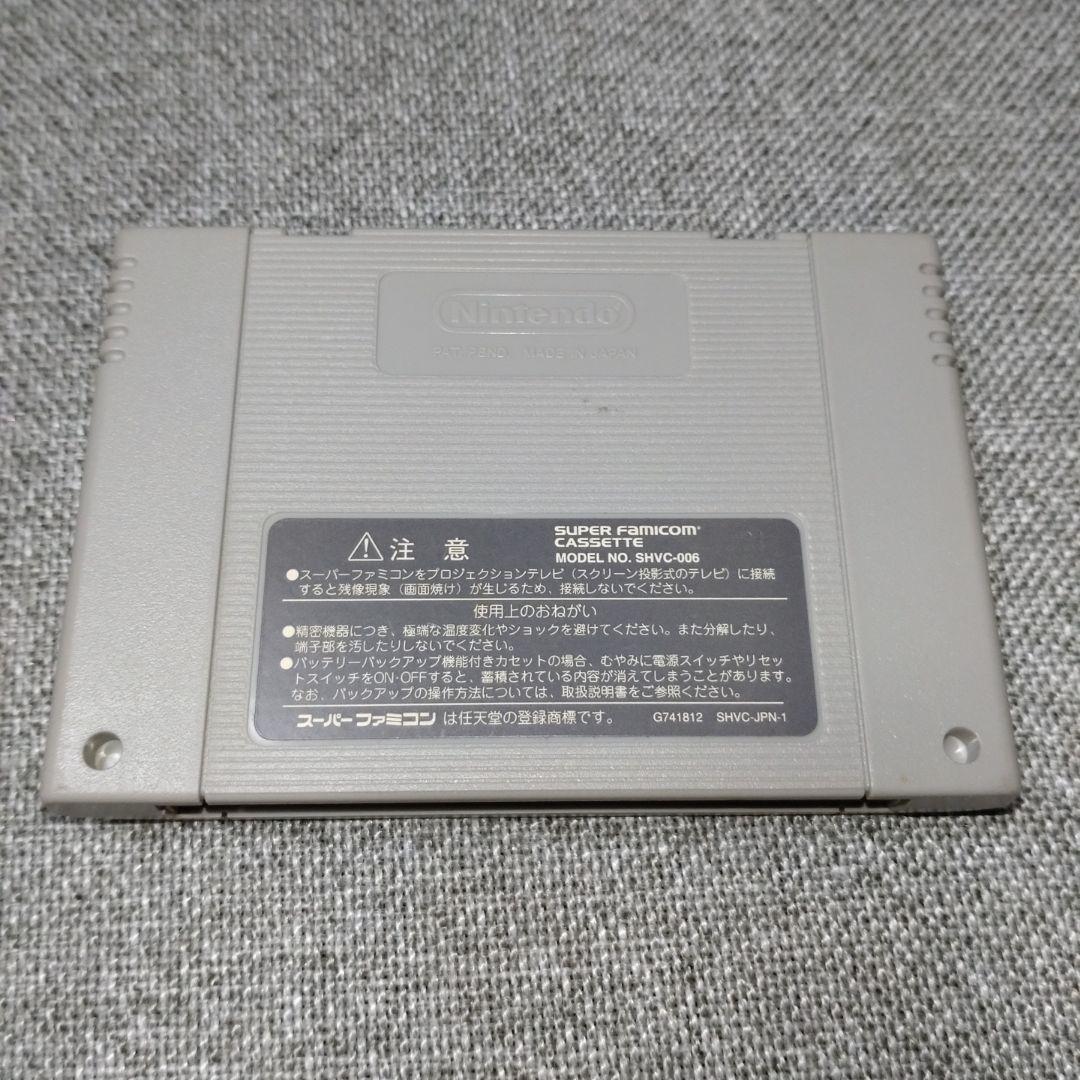 Nintendo
PAT. PEND. MADE IN JAPAN
⚠注 意
SUPER FAMICOM
CASSETTE
MODEL NO. SHVC-006
●スーパーファミコンをプロジェクションテレビ(スクリーン投影式のテレビ)に接続
すると残像現象(画面焼け)が生じるため、接続しないでください。
使用上のおねがい
●精密機器につき、極端な温度変化やショックを避けてください。また分解したり、
端子部を汚したりしないでください。
●バッテリーバックアップ機能付きカセットの場合、むやみに電源スイッチやリセッ
トスイッチをON・OFFすると、蓄積されている内容が消えてしまうことがあります。
なお、バックアップの操作方法については、取扱説明書をご参照ください。
スーパーファミコン は任天堂の登録商標です。 G741812 SHVC-JPN-1